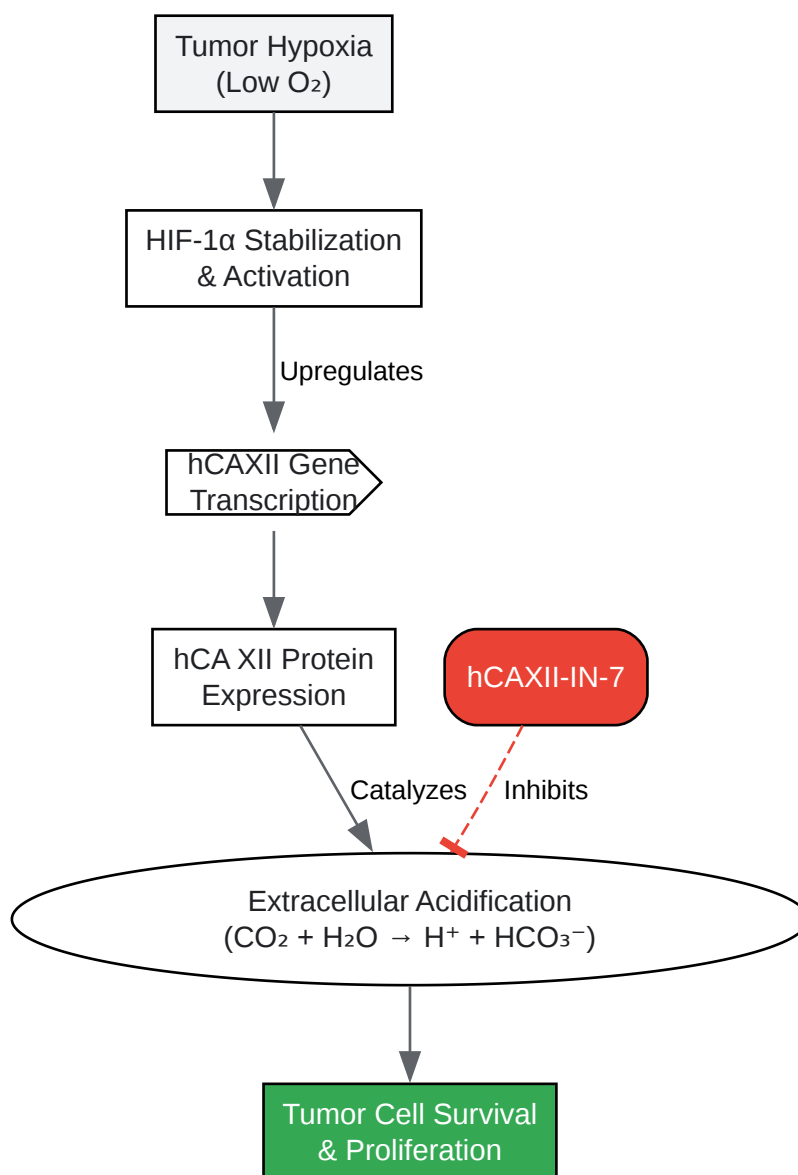 Tumor Hypoxia
(Low O₂)
HIF-1α Stabilization
& Activation
Upregulates
hCAXII Gene
Transcription
hCA XII Protein
Expression
hCAXII-IN-7
Catalyzes
Inhibits
Extracellular Acidification
(CO₂ + H₂O → H⁺ + HCO₃⁻)
Tumor Cell Survival
& Proliferation